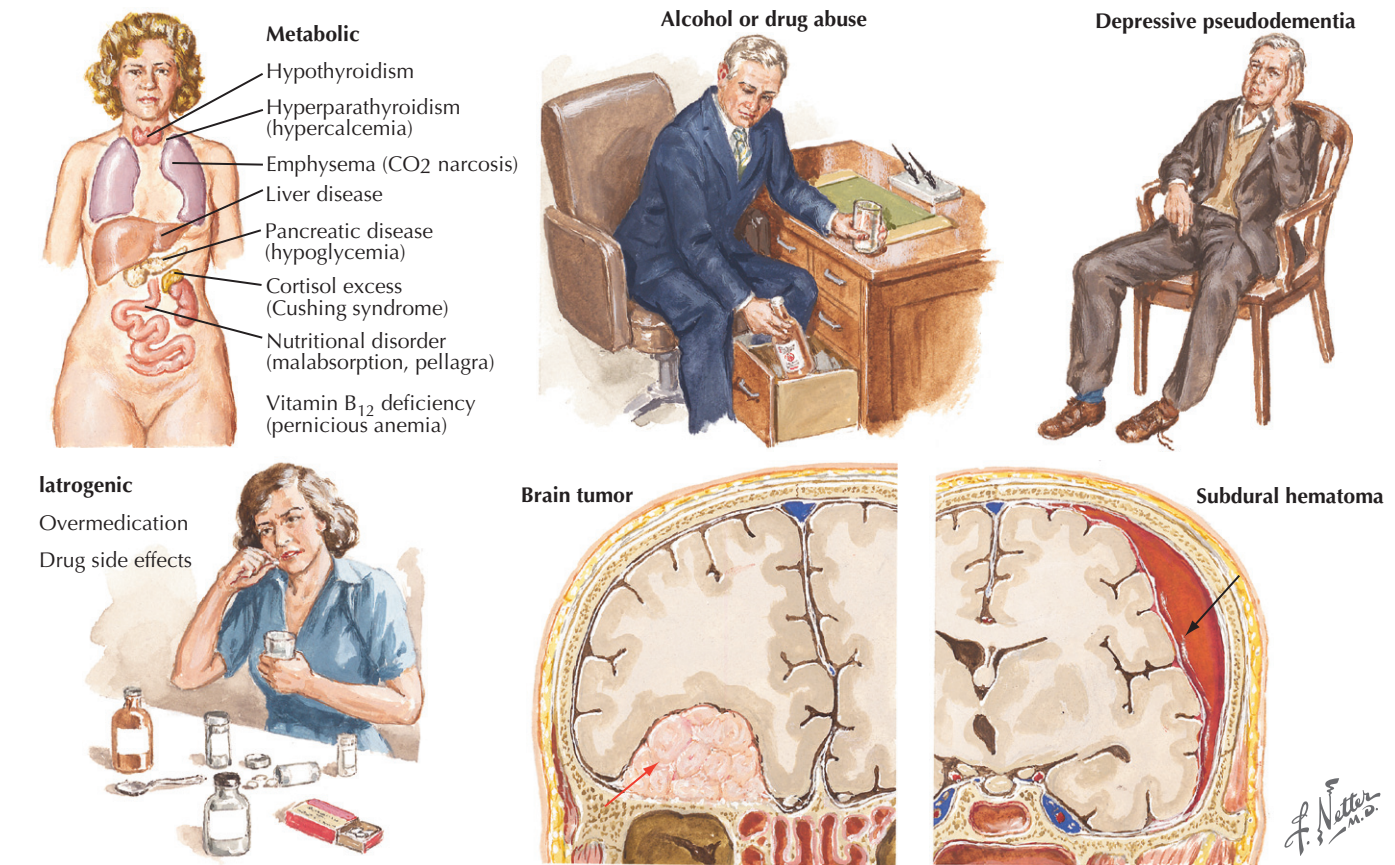 Metabolic
Hypothyroidism
Hyperparathyroidism
(hypercalcemia)
Emphysema (CO2 narcosis)
Liver disease
Pancreatic disease
(hypoglycemia)
Cortisol excess
(Cushing syndrome)
Nutritional disorder
(malabsorption, pellagra)
Vitamin B12 deficiency
(pernicious anemia)
Alcohol or drug abuse
Depressive pseudodementia
Iatrogenic
Overmedication
Drug side effects
Brain tumor
Subdural hematoma
F. Netter
M.D.